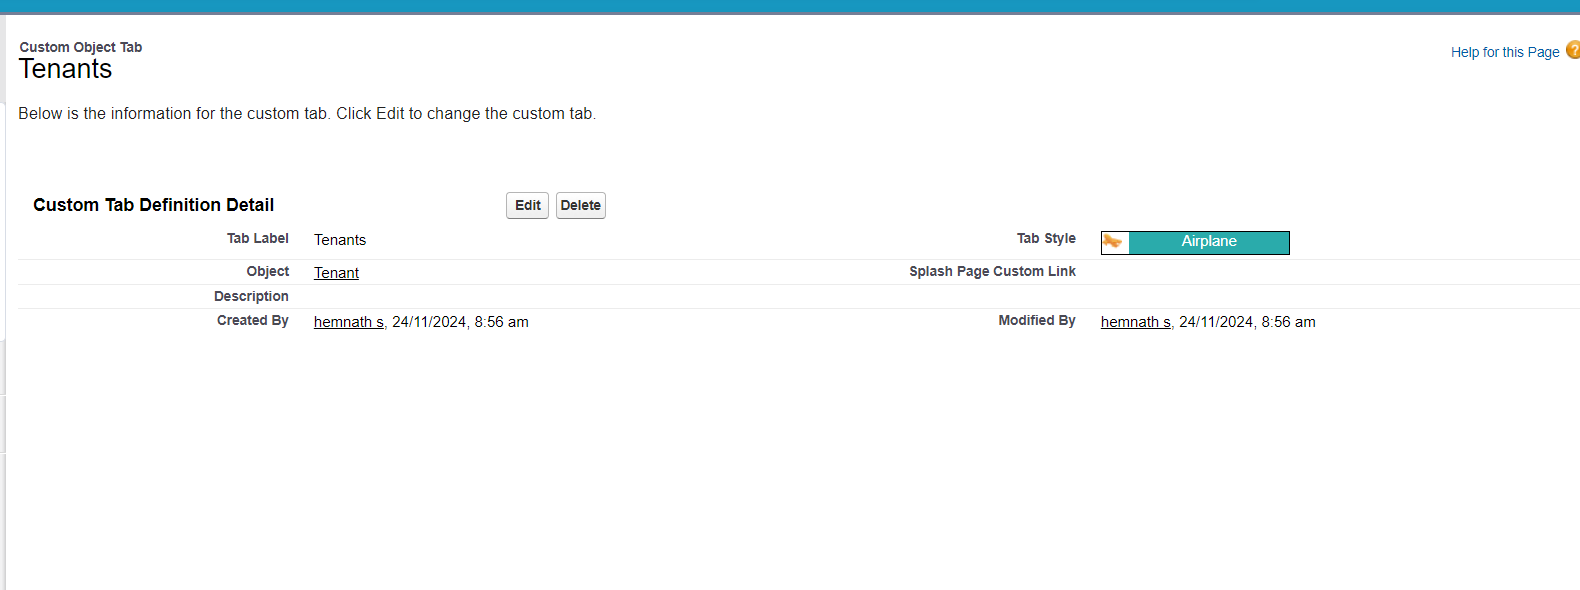 Custom Object Tab
Tenants
Help for this Page ?
Below is the information for the custom tab. Click Edit to change the custom tab.
Custom Tab Definition Detail Edit Delete
Tab Label Tenants Tab Style Airplane
Object Tenant Splash Page Custom Link
Description
Created By hemnath s, 24/11/2024, 8:56 am Modified By hemnath s, 24/11/2024, 8:56 am